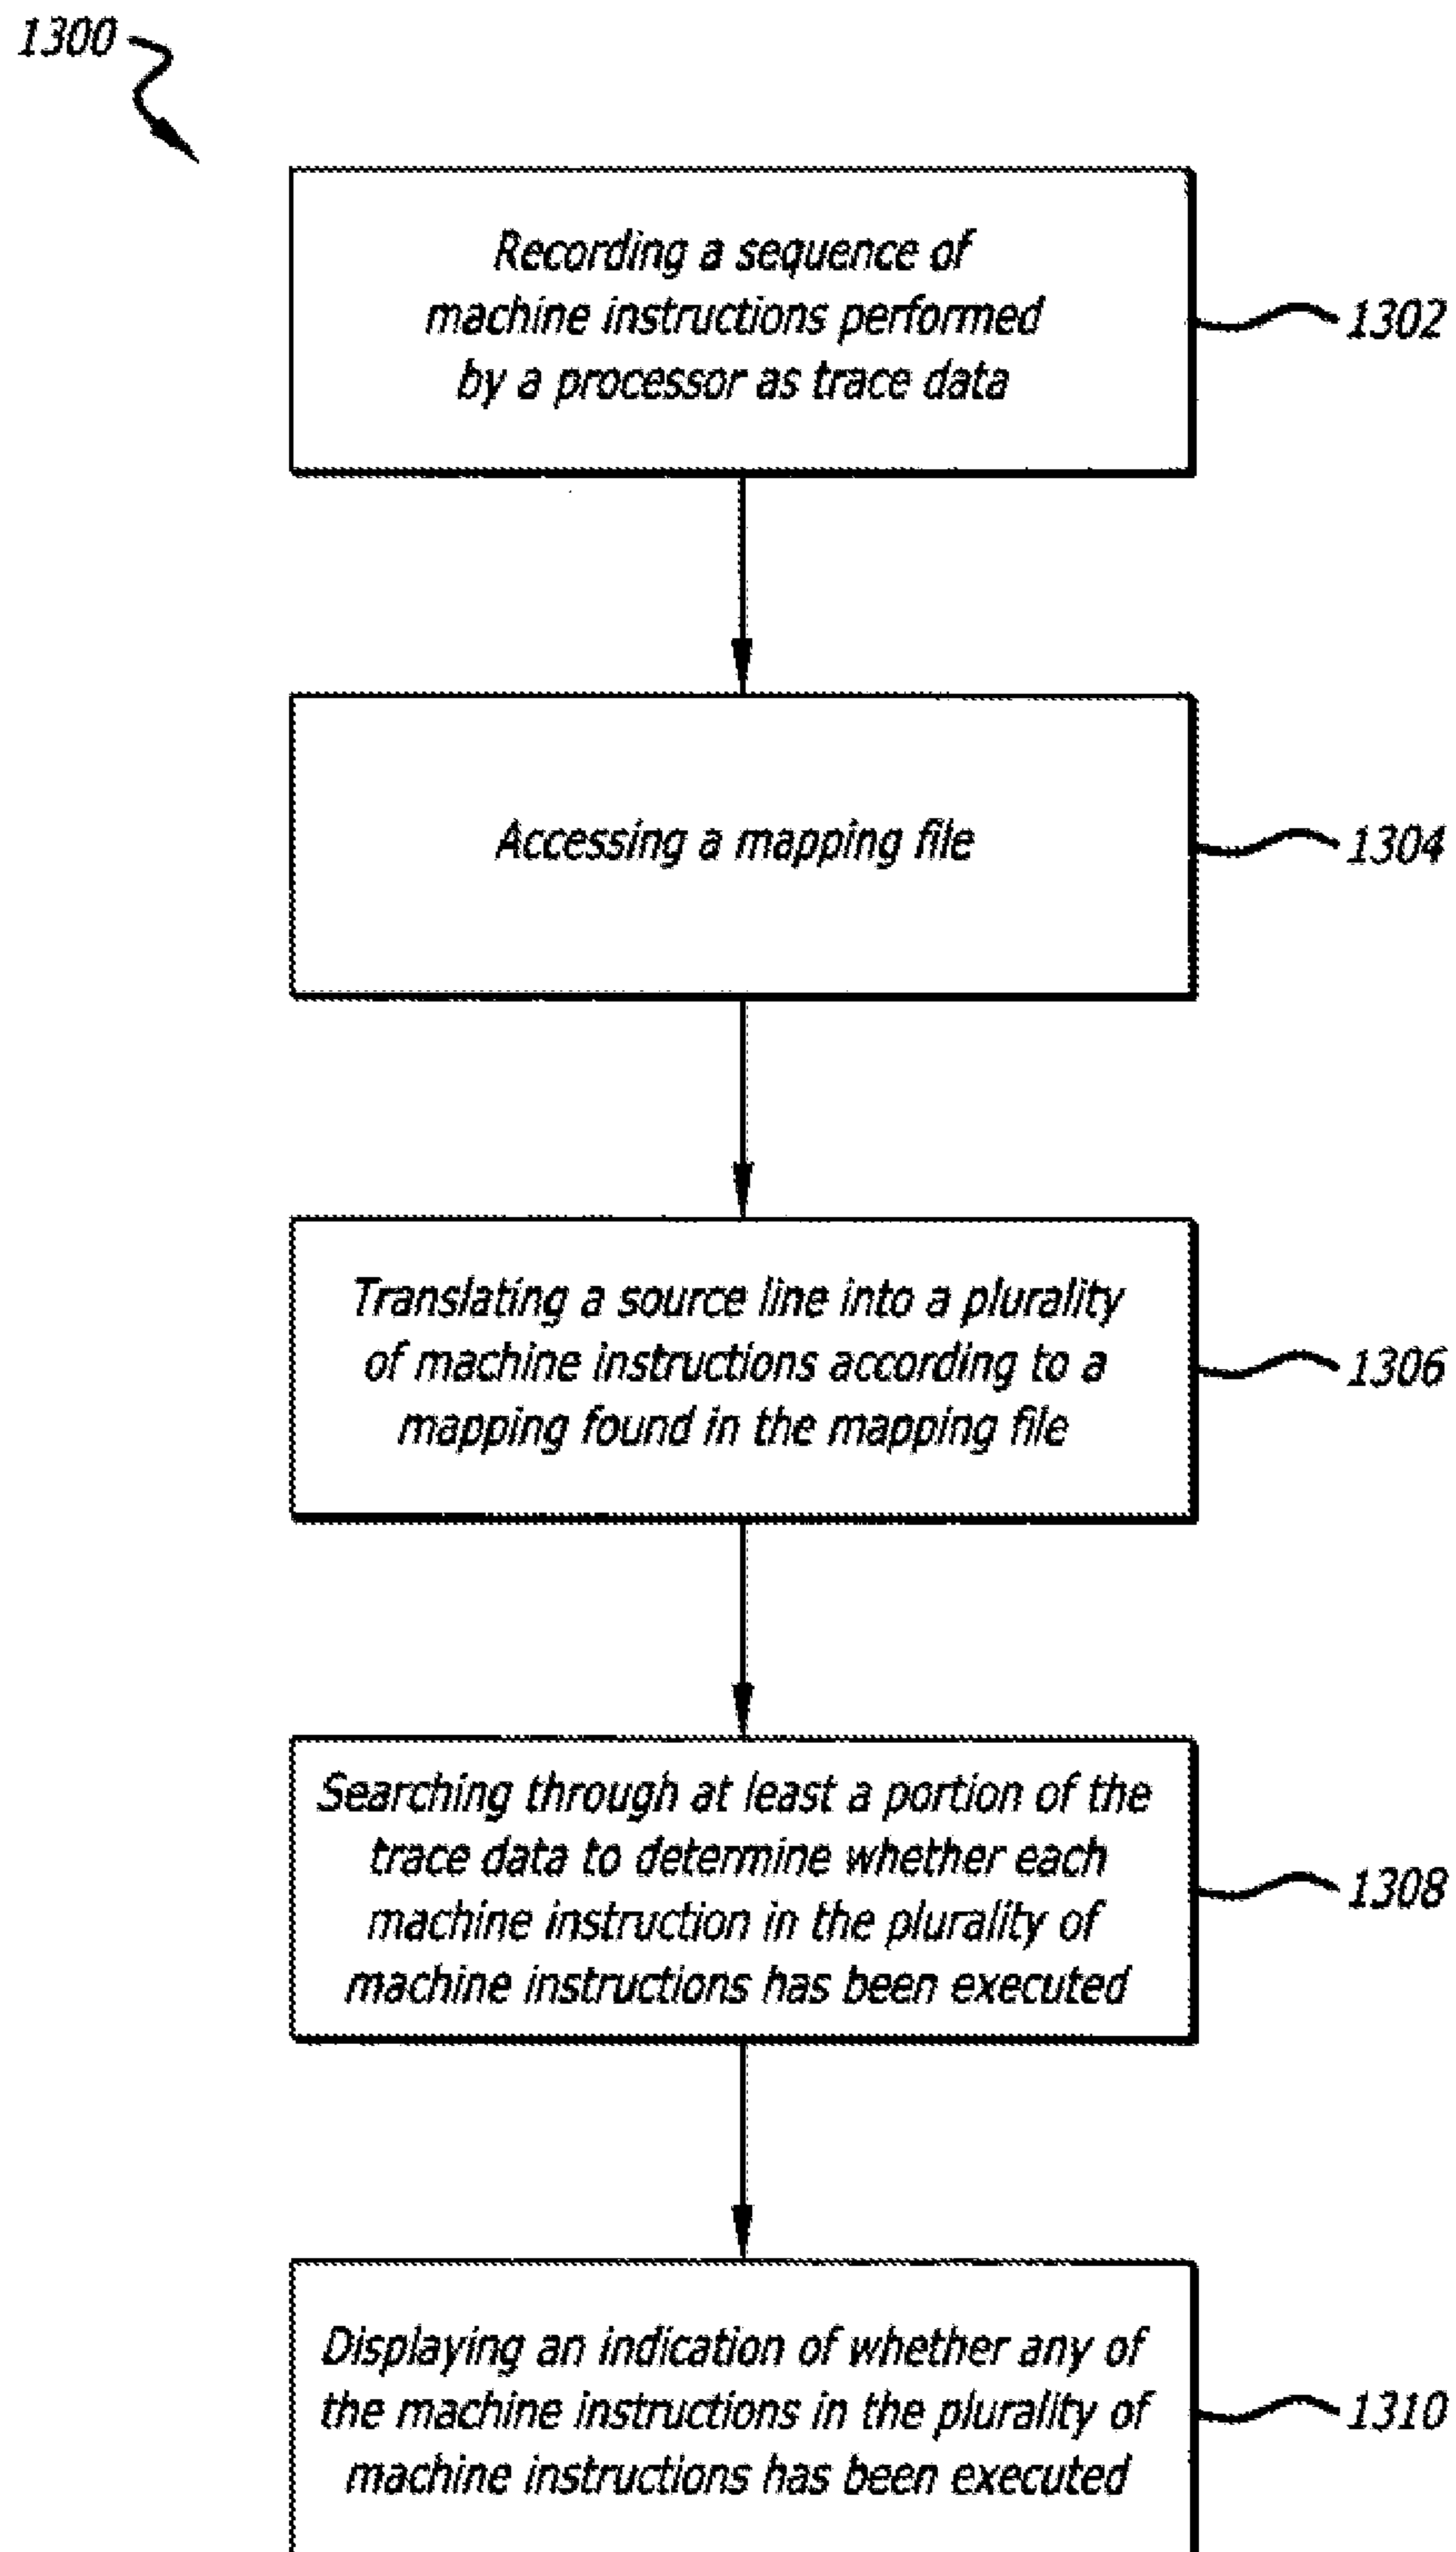 1300
Recording a sequence of
machine instructions performed
by a processor as trace data
1302
Accessing a mapping file
1304
Translating a source line into a plurality
of machine instructions according to a
mapping found in the mapping file
1306
Searching through at least a portion of the
trace data to determine whether each
machine instruction in the plurality of
machine instructions has been executed
1308
Displaying an indication of whether any of
the machine instructions in the plurality of
machine instructions has been executed
1310